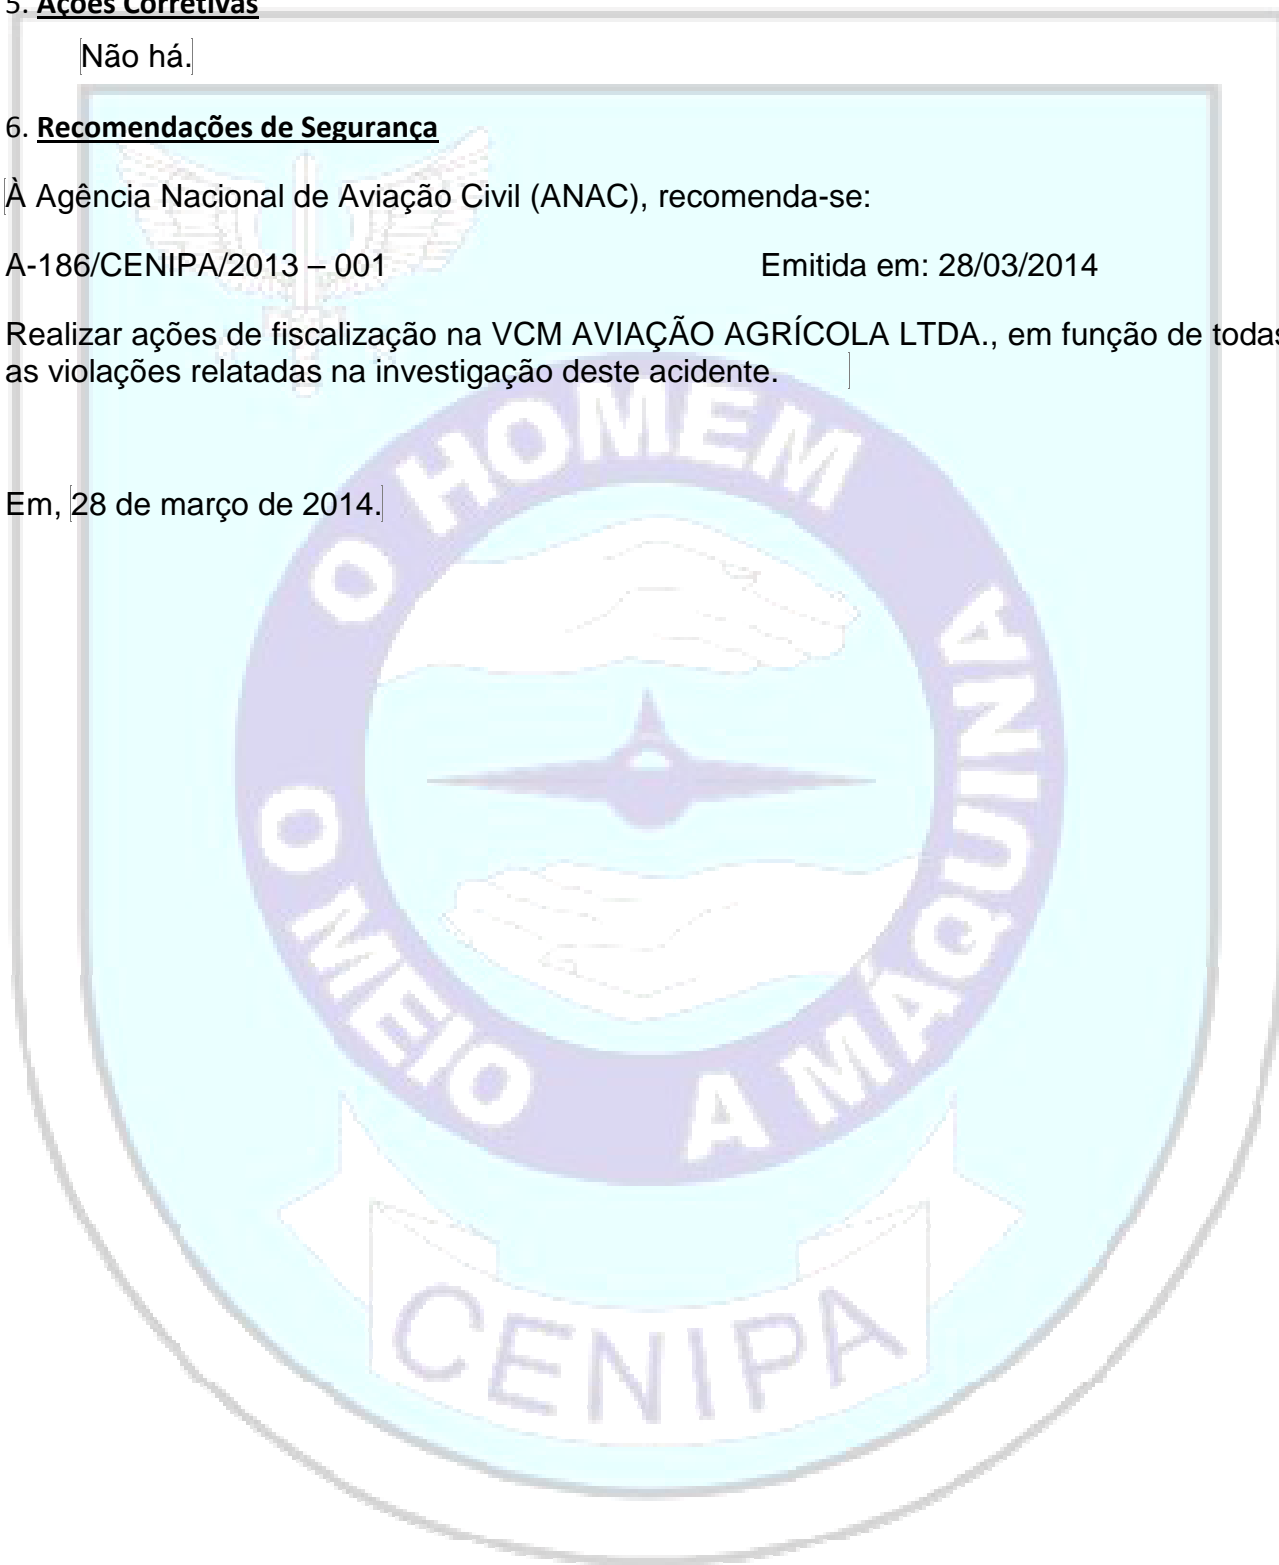 5. Ações Corretivas
Não há.
6. Recomendações de Segurança
À Agência Nacional de Aviação Civil (ANAC), recomenda-se:
A-186/CENIPA/2013 – 001 Emitida em: 28/03/2014
Realizar ações de fiscalização na VCM AVIAÇÃO AGRÍCOLA LTDA., em função de todas
as violações relatadas na investigação deste acidente.
Em, 28 de março de 2014.
O HOMEM
O MEIO
A MÁQUINA
CENIPA